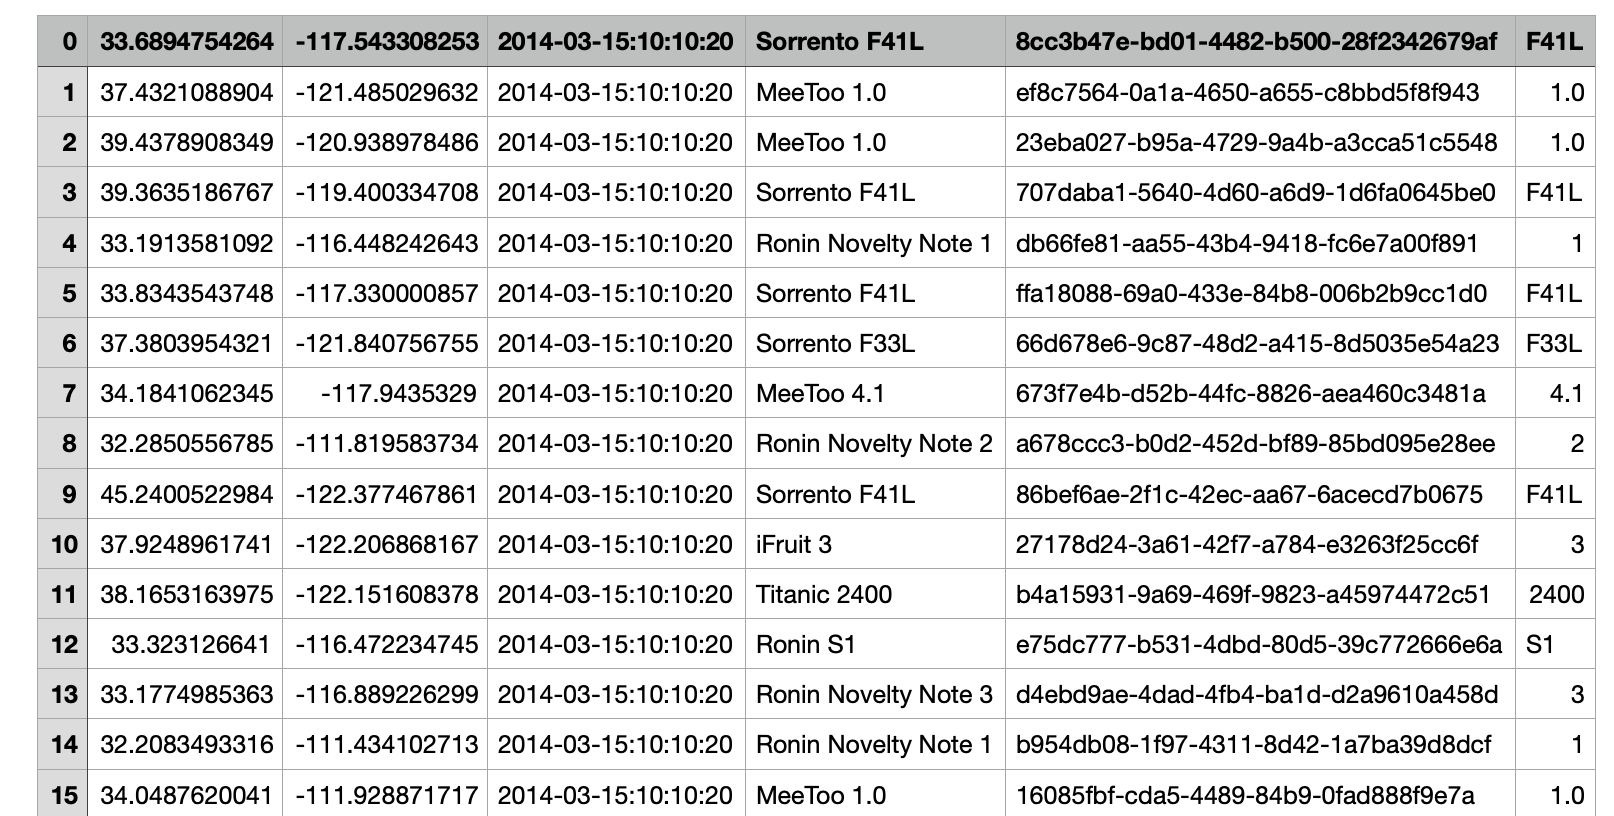 0 33.6894754264 -117.543308253 2014-03-15:10:10:20 Sorrento F41L 8cc3b47e-bd01-4482-b500-28f2342679af F41L
1 37.4321088904 -121.485029632 2014-03-15:10:10:20 MeeToo 1.0 ef8c7564-0a1a-4650-a655-c8bbd5f8f943 1.0
2 39.4378908349 -120.938978486 2014-03-15:10:10:20 MeeToo 1.0 23eba027-b95a-4729-9a4b-a3cca51c5548 1.0
3 39.3635186767 -119.400334708 2014-03-15:10:10:20 Sorrento F41L 707daba1-5640-4d60-a6d9-1d6fa0645be0 F41L
4 33.1913581092 -116.448242643 2014-03-15:10:10:20 Ronin Novelty Note 1 db66fe81-aa55-43b4-9418-fc6e7a00f891 1
5 33.8343543748 -117.330000857 2014-03-15:10:10:20 Sorrento F41L ffa18088-69a0-433e-84b8-006b2b9cc1d0 F41L
6 37.3803954321 -121.840756755 2014-03-15:10:10:20 Sorrento F33L 66d678e6-9c87-48d2-a415-8d5035e54a23 F33L
7 34.1841062345 -117.9435329 2014-03-15:10:10:20 MeeToo 4.1 673f7e4b-d52b-44fc-8826-aea460c3481a 4.1
8 32.2850556785 -111.819583734 2014-03-15:10:10:20 Ronin Novelty Note 2 a678ccc3-b0d2-452d-bf89-85bd095e28ee 2
9 45.2400522984 -122.377467861 2014-03-15:10:10:20 Sorrento F41L 86bef6ae-2f1c-42ec-aa67-6acecd7b0675 F41L
10 37.9248961741 -122.206868167 2014-03-15:10:10:20 iFruit 3 27178d24-3a61-42f7-a784-e3263f25cc6f 3
11 38.1653163975 -122.151608378 2014-03-15:10:10:20 Titanic 2400 b4a15931-9a69-469f-9823-a45974472c51 2400
12 33.323126641 -116.472234745 2014-03-15:10:10:20 Ronin S1 e75dc777-b531-4dbd-80d5-39c772666e6a S1
13 33.1774985363 -116.889226299 2014-03-15:10:10:20 Ronin Novelty Note 3 d4ebd9ae-4dad-4fb4-ba1d-d2a9610a458d 3
14 32.2083493316 -111.434102713 2014-03-15:10:10:20 Ronin Novelty Note 1 b954db08-1f97-4311-8d42-1a7ba39d8dcf 1
15 34.0487620041 -111.928871717 2014-03-15:10:10:20 MeeToo 1.0 16085fbf-cda5-4489-84b9-0fad888f9e7a 1.0